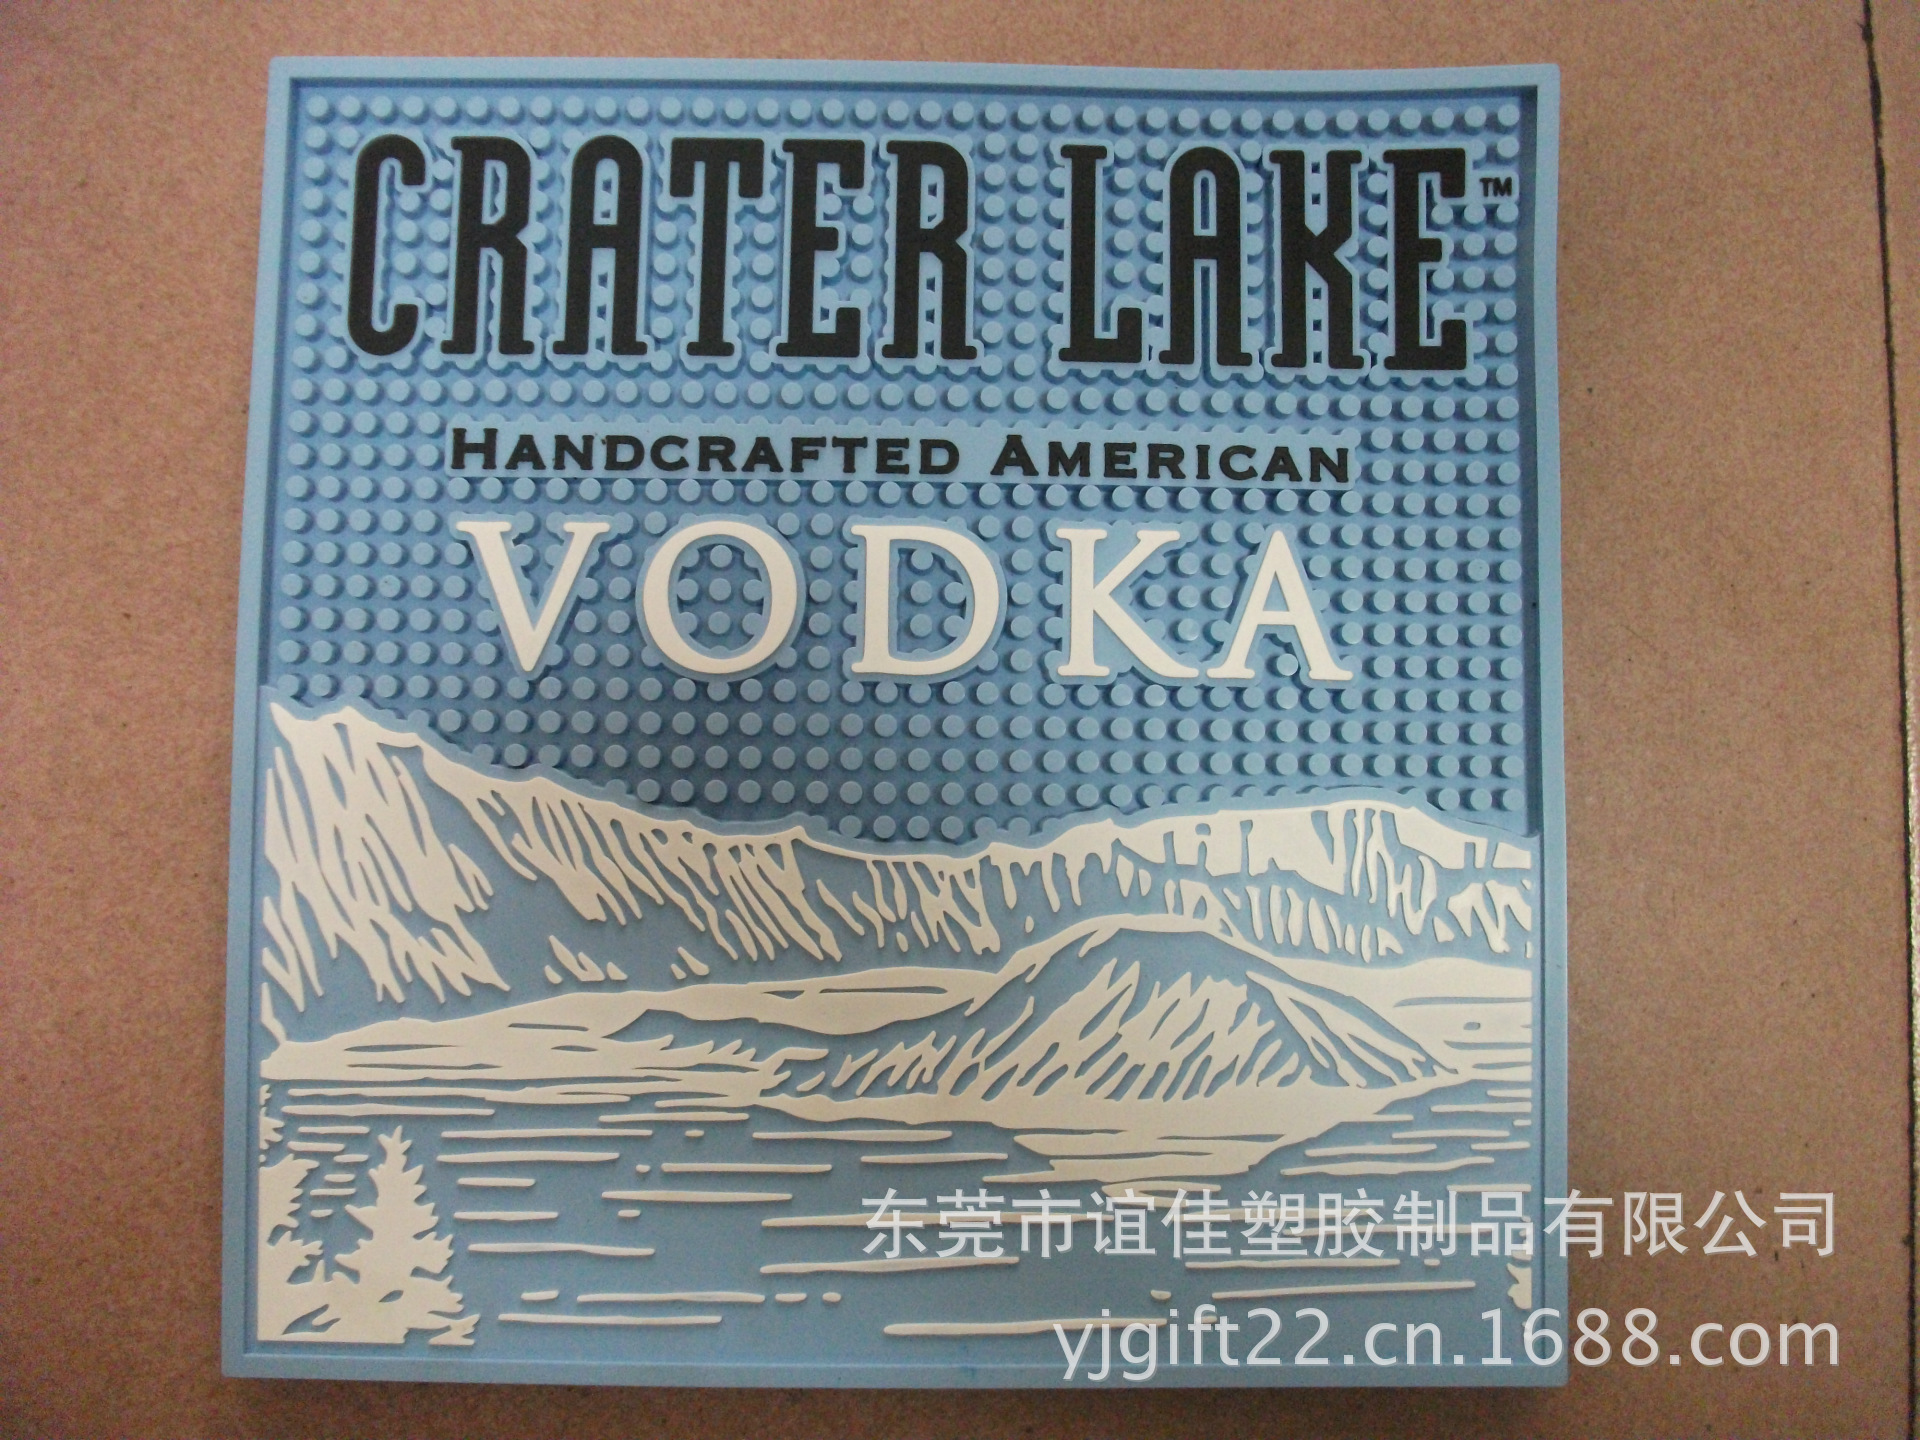 CRATER LAKE™
HANDCRAFTED AMERICAN
VODKA
东莞市谊佳塑胶制品有限公司
yjgift22.cn.1688.com